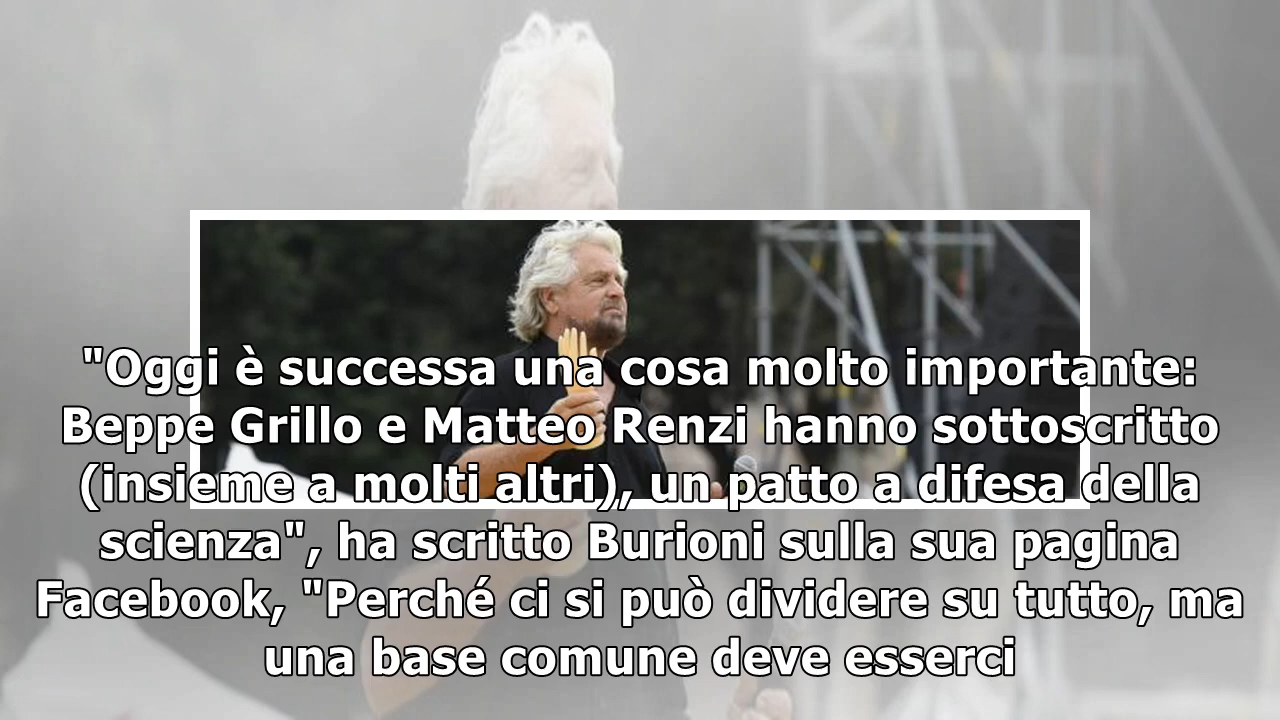 "Oggi è successa una cosa molto importante:
Beppe Grillo e Matteo Renzi hanno sottoscritto
(insieme a molti altri), un patto a difesa della
scienza", ha scritto Burioni sulla sua pagina
Facebook, "Perché ci si può dividere su tutto, ma
una base comune deve esserci